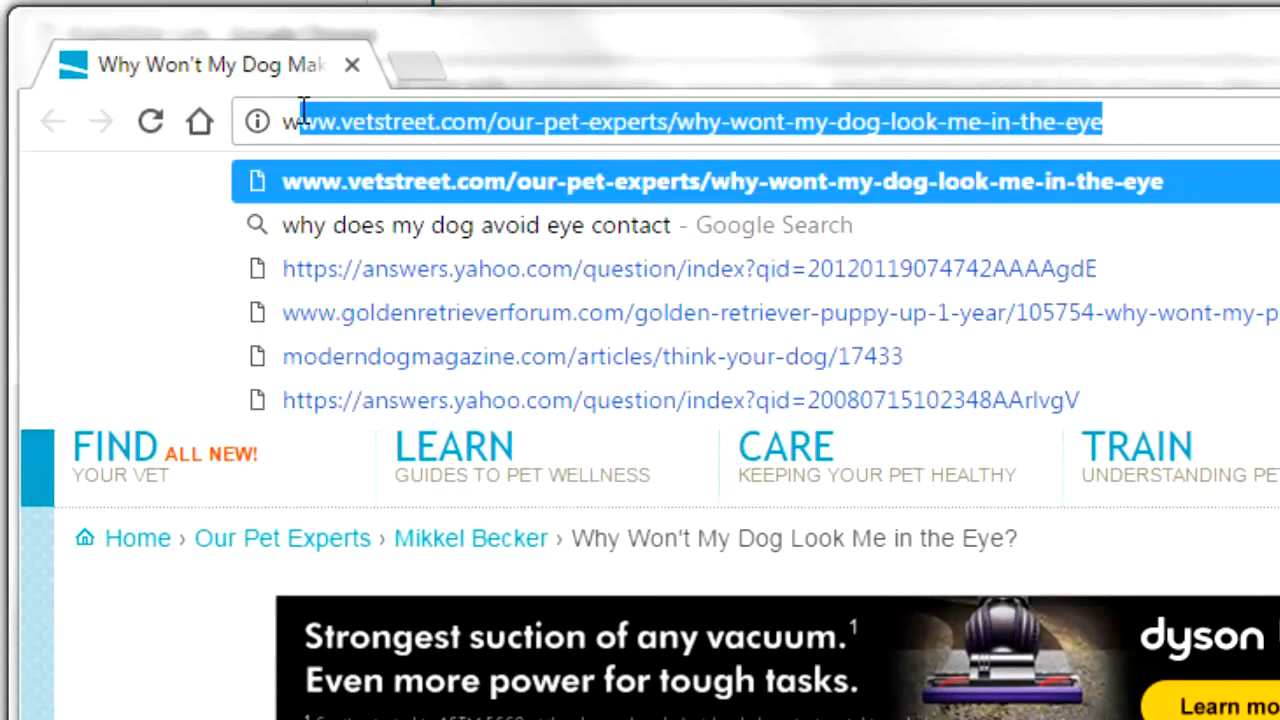 Why Won't My Dog Mak
www.vetstreet.com/our-pet-experts/why-wont-my-dog-look-me-in-the-eye
www.vetstreet.com/our-pet-experts/why-wont-my-dog-look-me-in-the-eye
why does my dog avoid eye contact - Google Search
https://answers.yahoo.com/question/index?qid=20120119074742AAAAgdE
www.goldenretrieverforum.com/golden-retriever-puppy-up-1-year/105754-why-wont-my-p
moderndogmagazine.com/articles/think-your-dog/17433
https://answers.yahoo.com/question/index?qid=20080715102348AArlvgV
FIND ALL NEW! LEARN CARE TRAIN
YOUR VET GUIDES TO PET WELLNESS KEEPING YOUR PET HEALTHY UNDERSTANDING PE
Home › Our Pet Experts › Mikkel Becker › Why Won't My Dog Look Me in the Eye?
Strongest suction of any vacuum.¹
Even more power for tough tasks.
dyson
Learn mo